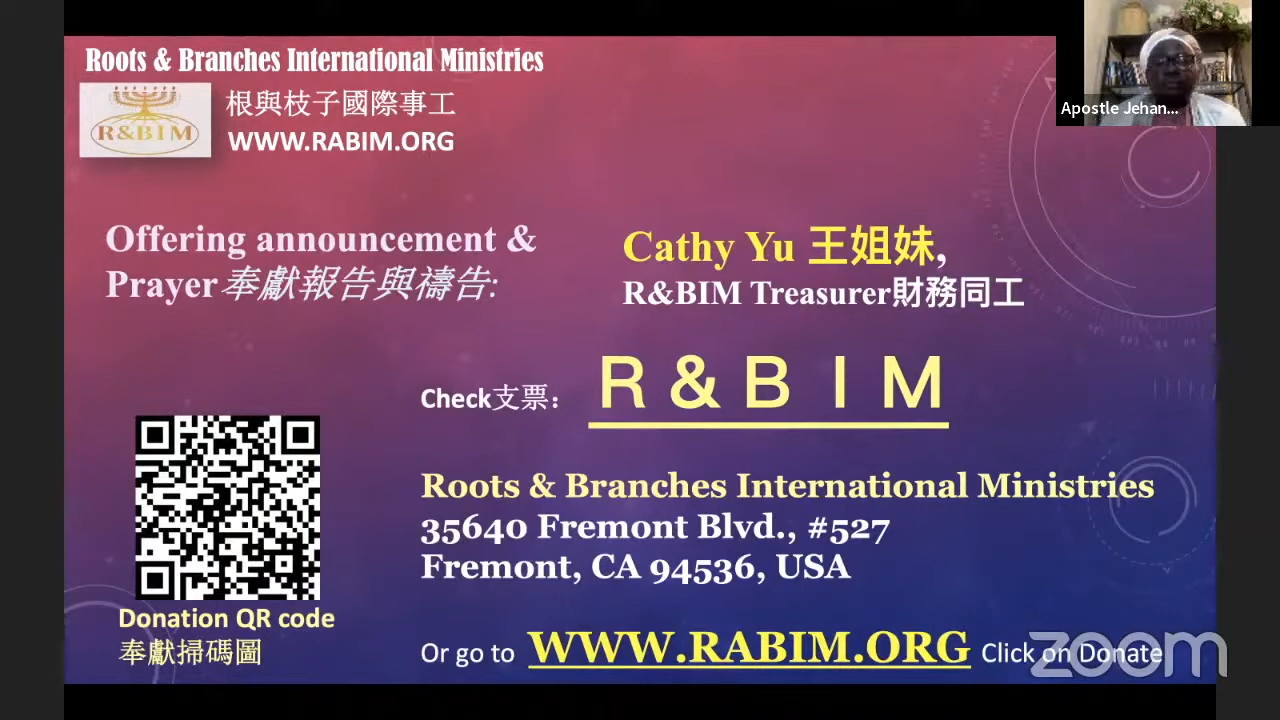 Roots & Branches International Ministries
R&BIM
根與枝子國際事工
WWW.RABIM.ORG
Apostle Jehan...
Offering announcement &
Prayer奉獻報告與禱告:
Cathy Yu 王姐妹,
R&BIM Treasurer財務同工
Check支票： R & B I M
Roots & Branches International Ministries
35640 Fremont Blvd., #527
Fremont, CA 94536, USA
Donation QR code
奉獻掃碼圖
Or go to WWW.RABIM.ORG Click on Donate
zoom